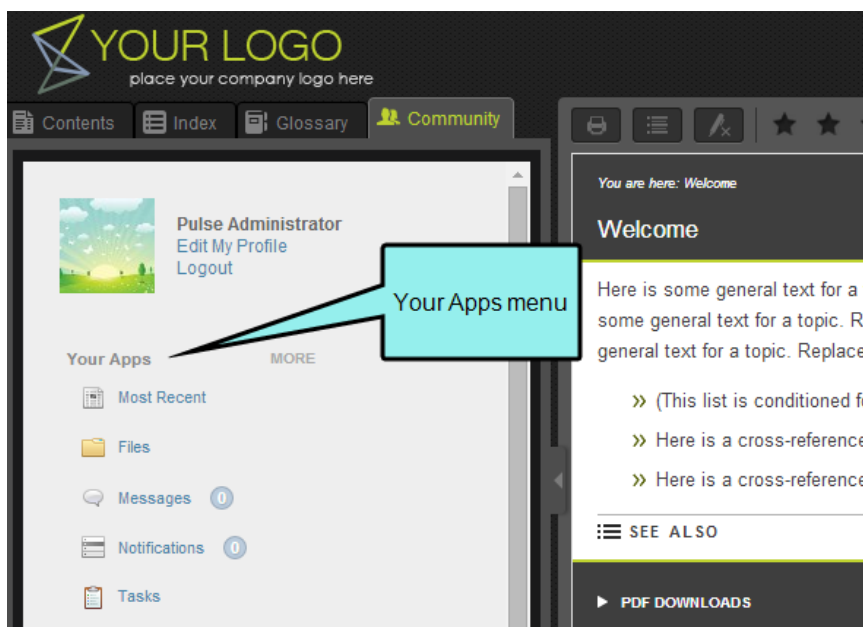 YOUR LOGO
place your company logo here
Contents
Index
Glossary
Community
Pulse Administrator
Edit My Profile
Logout
Your Apps menu
Your Apps
MORE
Most Recent
Files
Messages 0
Notifications 0
Tasks
You are here: Welcome
Welcome
Here is some general text for a
some general text for a topic. R
general text for a topic. Replace
» (This list is conditioned f
» Here is a cross-reference
» Here is a cross-reference
SEE ALSO
PDF DOWNLOADS